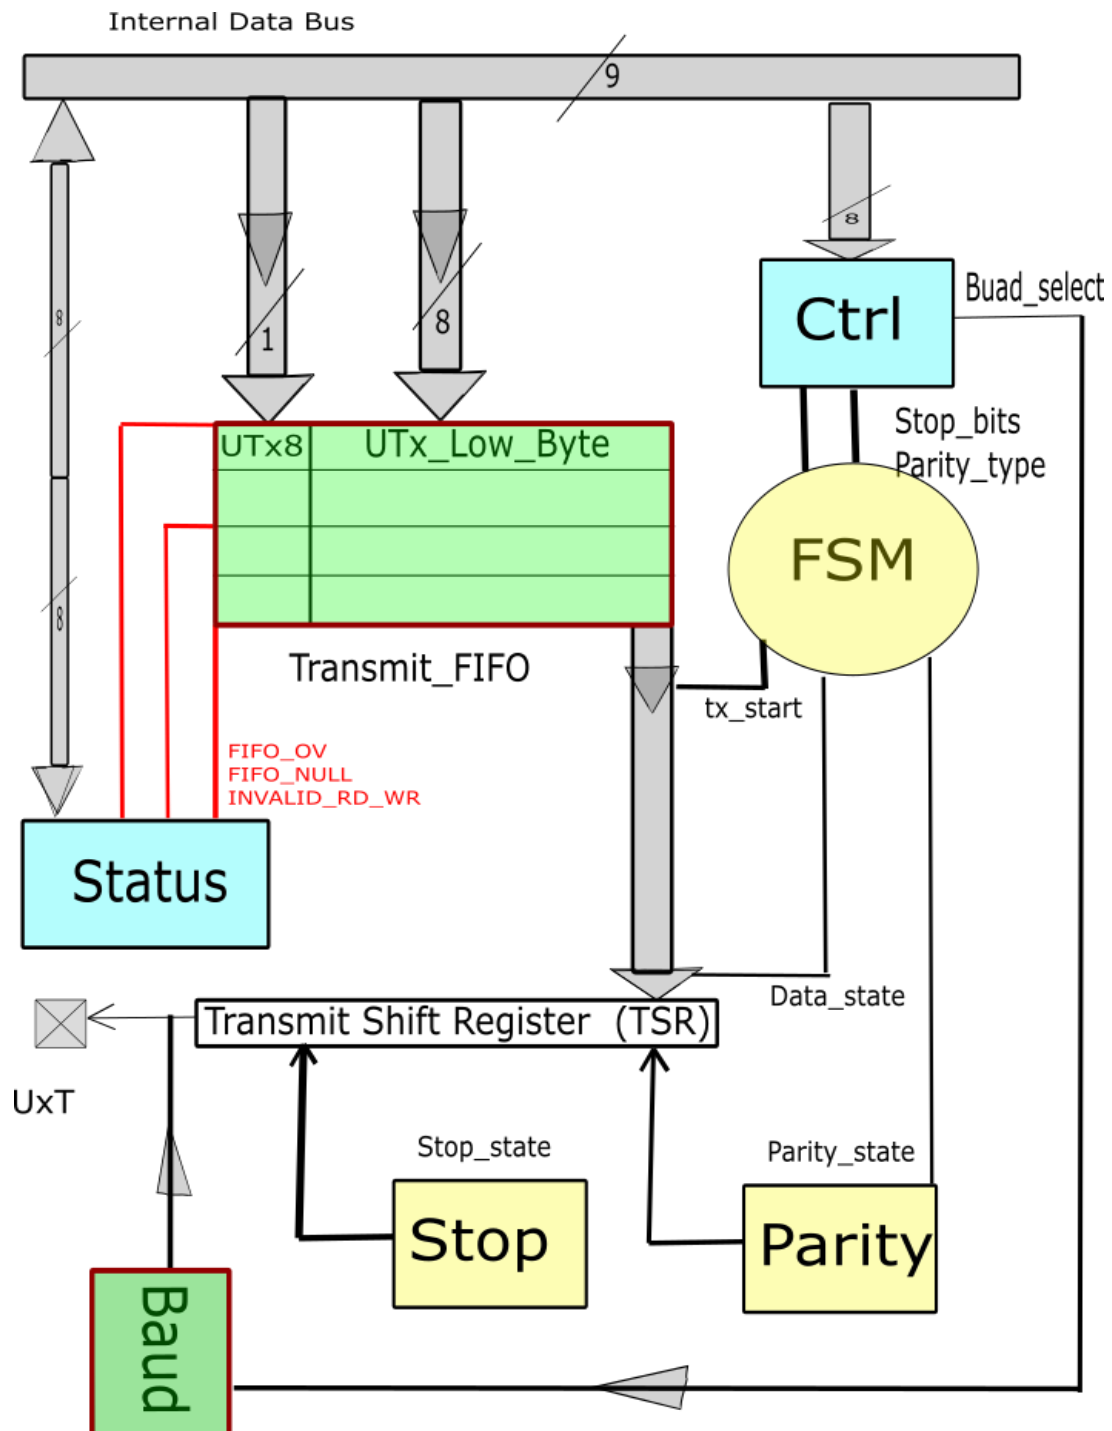 Internal Data Bus
9
8
1
8
8
8
Ctrl
Buad_select
UTx8
UTx_Low_Byte
Stop_bits
Parity_type
FSM
Transmit_FIFO
tx_start
FIFO_OV
FIFO_NULL
INVALID_RD_WR
Status
Data_state
Transmit Shift Register (TSR)
UxT
Stop_state
Parity_state
Stop
Parity
Baud